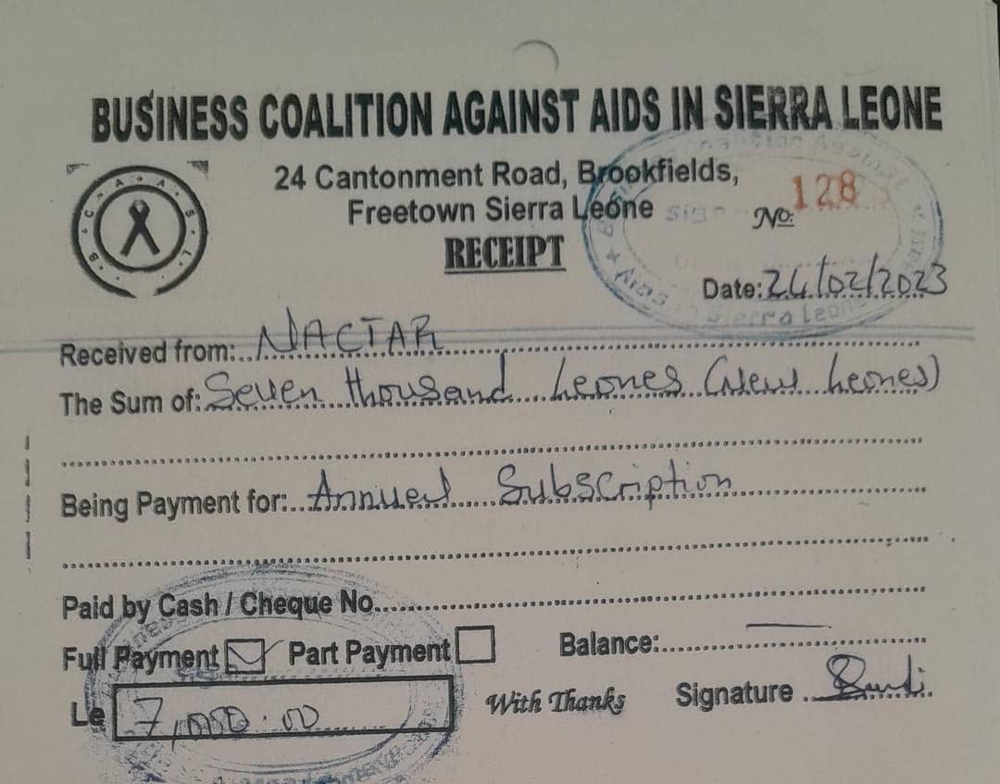 BUSINESS COALITION AGAINST AIDS IN SIERRA LEONE
24 Cantonment Road, Brookfields,
Freetown Sierra Leone
No: 128
RECEIPT
Date: 24/02/2023
B.C.A.A.S.L
Received from: NACTAR
The Sum of: Seven thousand Leones (New Leones)
Being Payment for: Annual Subscription
Paid by Cash / Cheque No.
Full Payment Part Payment Balance: —
Le 7,000.00
With Thanks Signature